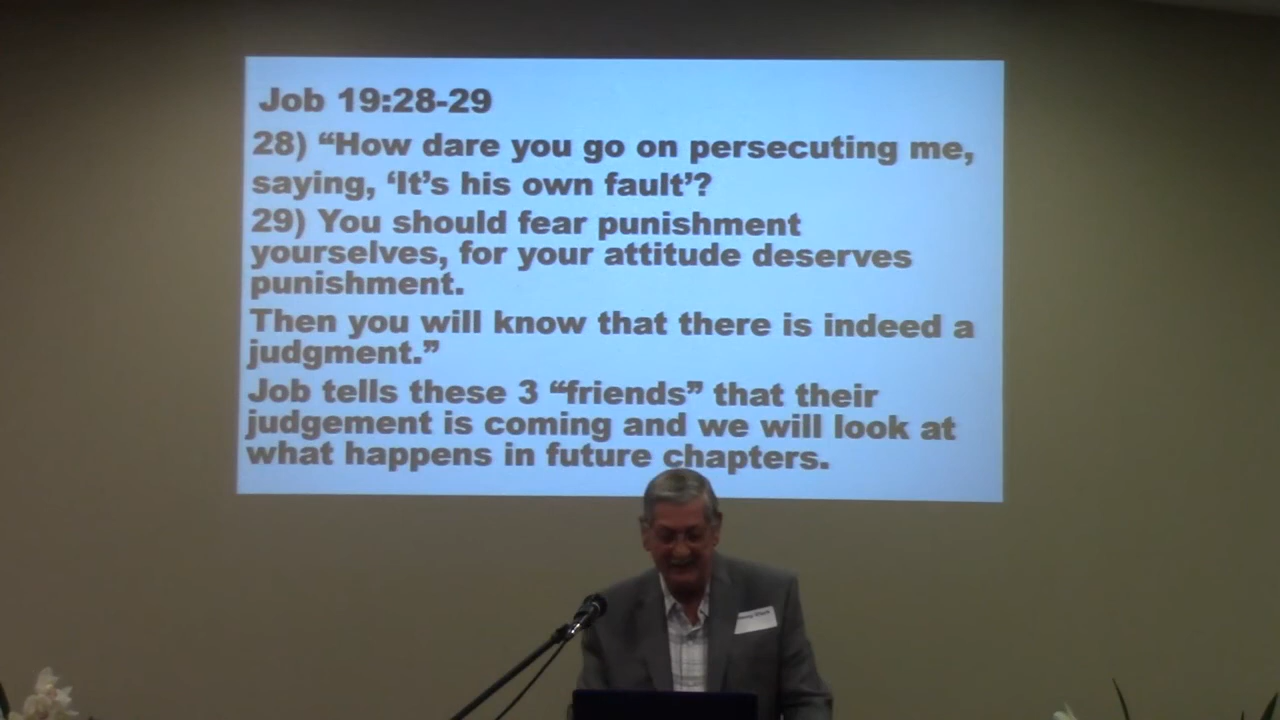 Job 19:28-29
28) “How dare you go on persecuting me,
saying, ‘It’s his own fault’?
29) You should fear punishment
yourselves, for your attitude deserves
punishment.
Then you will know that there is indeed a
judgment.”
Job tells these 3 “friends” that their
judgement is coming and we will look at
what happens in future chapters.